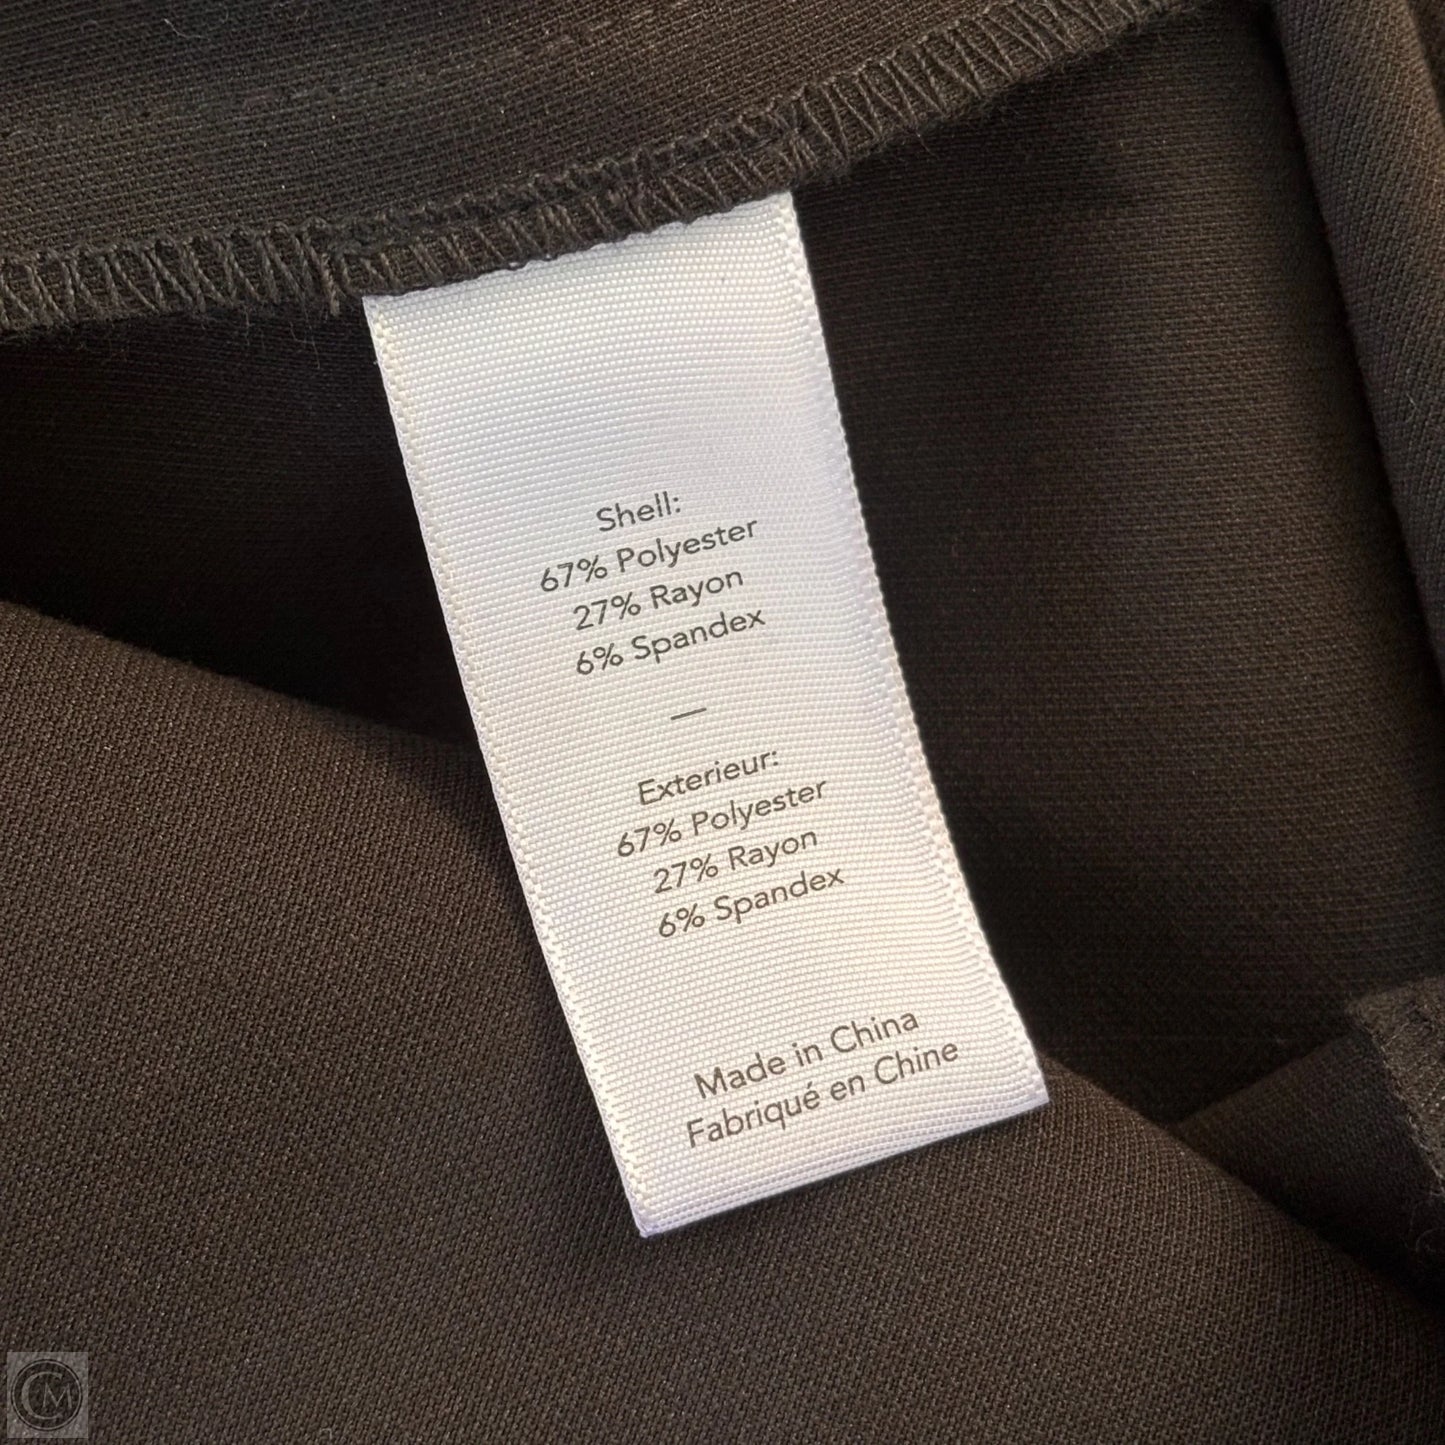 Shell:
67% Polyester
27% Rayon
6% Spandex
—
Exterieur:
67% Polyester
27% Rayon
6% Spandex
Made in China
Fabriqué en Chine
CM